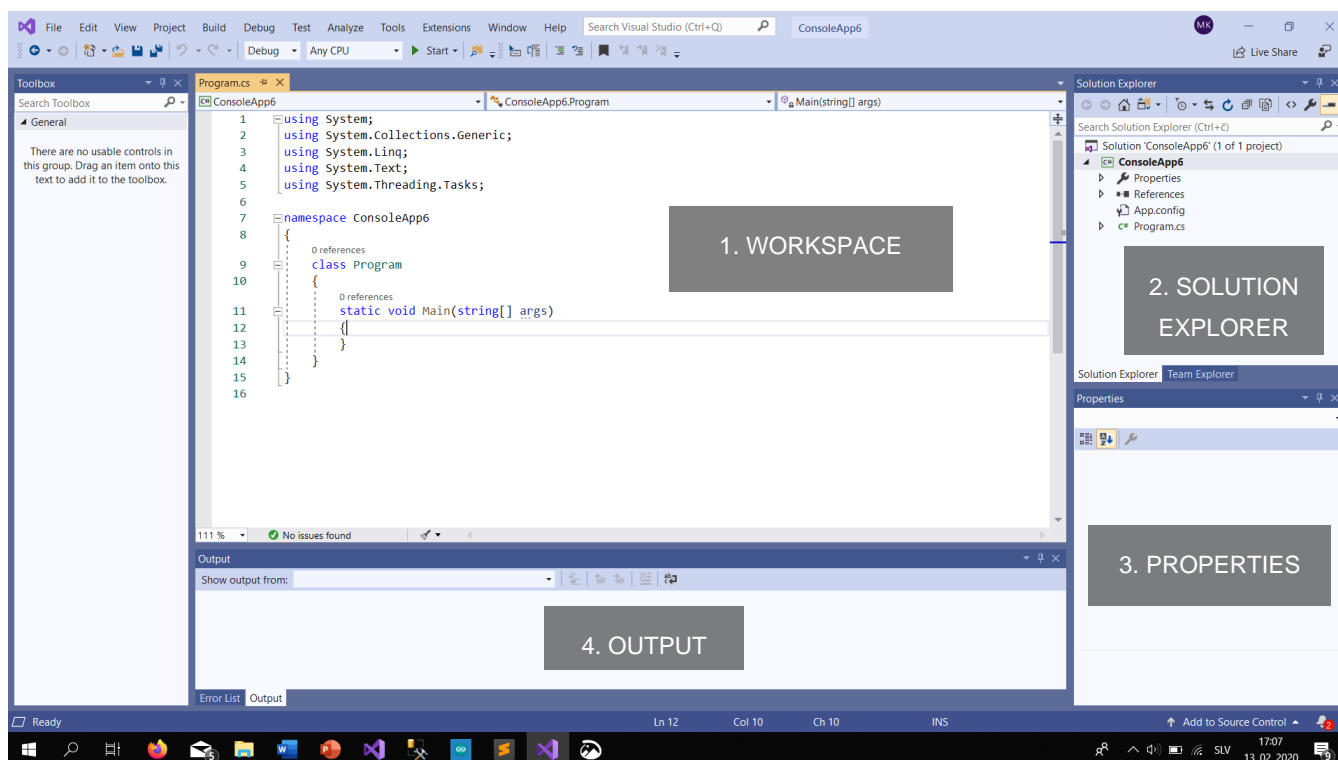 File Edit View Project Build Debug Test Analyze Tools Extensions Window Help Search Visual Studio (Ctrl+Q) ConsoleApp6 MK
Debug Any CPU Start Live Share
Toolbox
Search Toolbox
General
There are no usable controls in
this group. Drag an item onto this
text to add it to the toolbox.
Program.cs
C# ConsoleApp6 ConsoleApp6.Program Main(string[] args)
1 using System;
2 using System.Collections.Generic;
3 using System.Linq;
4 using System.Text;
5 using System.Threading.Tasks;
6
7 namespace ConsoleApp6
8 {
0 references
9 class Program
10 {
0 references
11 static void Main(string[] args)
12 {
13 }
14 }
15 }
16
1. WORKSPACE
111 % No issues found
Output
Show output from:
4. OUTPUT
Error List Output
Solution Explorer
Search Solution Explorer (Ctrl+č)
Solution 'ConsoleApp6' (1 of 1 project)
C# ConsoleApp6
Properties
References
App.config
C# Program.cs
2. SOLUTION
EXPLORER
Solution Explorer Team Explorer
Properties
3. PROPERTIES
Ready Ln 12 Col 10 Ch 10 INS Add to Source Control 2
5 SLV 17:07
13. 02. 2020 9